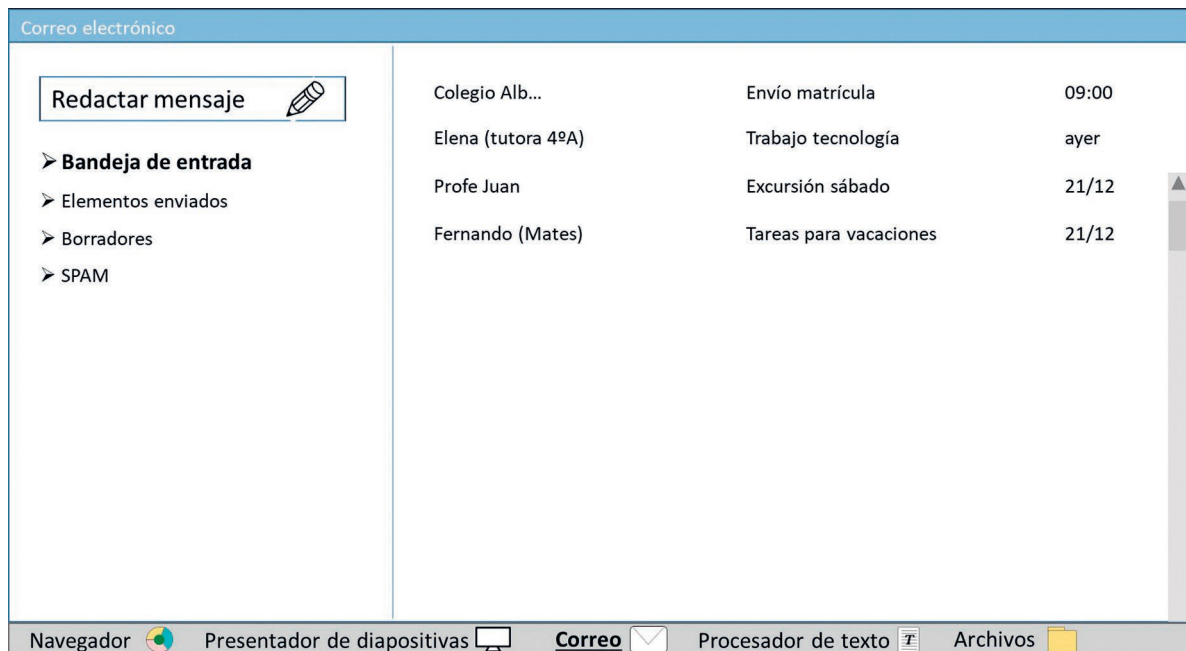 Correo electrónico
Redactar mensaje
➤ Bandeja de entrada
➤ Elementos enviados
➤ Borradores
➤ SPAM
Colegio Alb... Envío matrícula 09:00
Elena (tutora 4ºA) Trabajo tecnología ayer
Profe Juan Excursión sábado 21/12
Fernando (Mates) Tareas para vacaciones 21/12
Navegador Presentador de diapositivas Correo Procesador de texto T Archivos